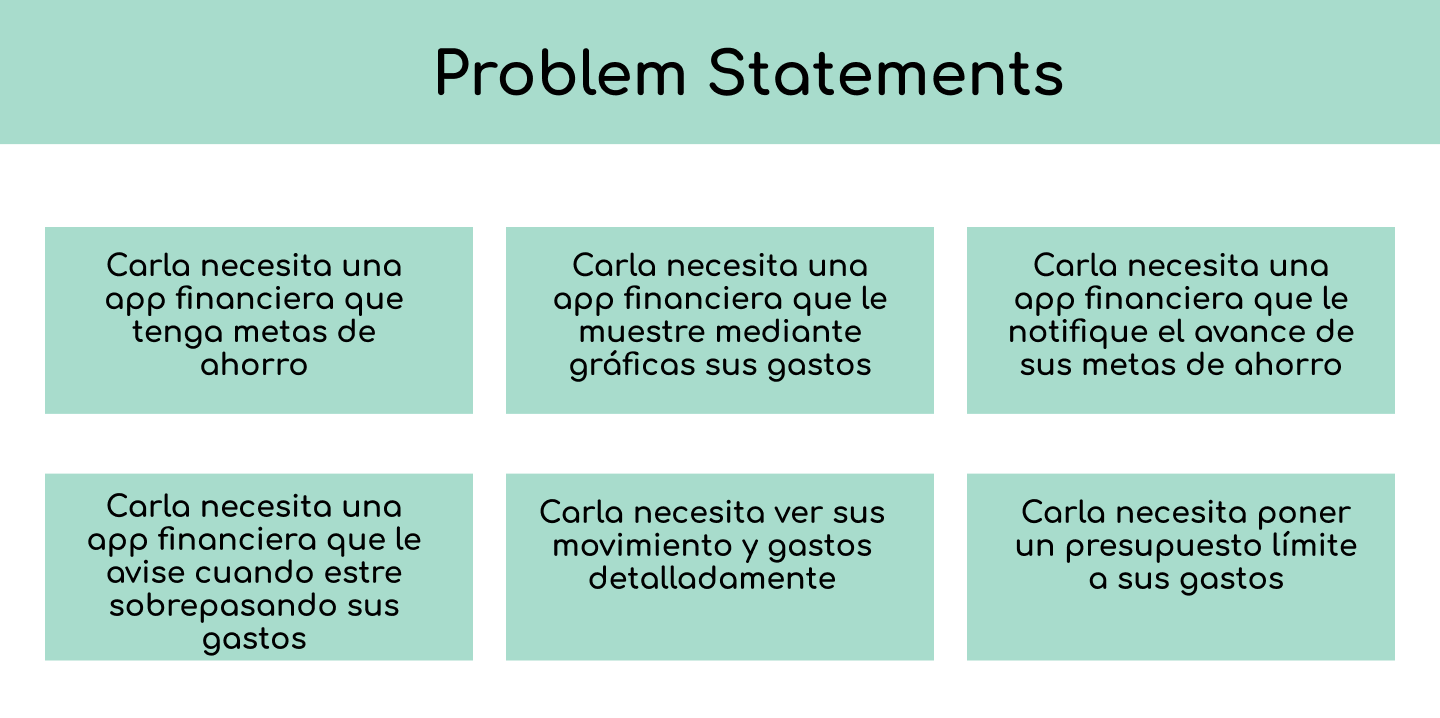 Problem Statements
Carla necesita una
app financiera que
tenga metas de
ahorro
Carla necesita una
app financiera que le
muestre mediante
gráficas sus gastos
Carla necesita una
app financiera que le
notifique el avance de
sus metas de ahorro
Carla necesita una
app financiera que le
avise cuando estre
sobrepasando sus
gastos
Carla necesita ver sus
movimiento y gastos
detalladamente
Carla necesita poner
un presupuesto límite
a sus gastos